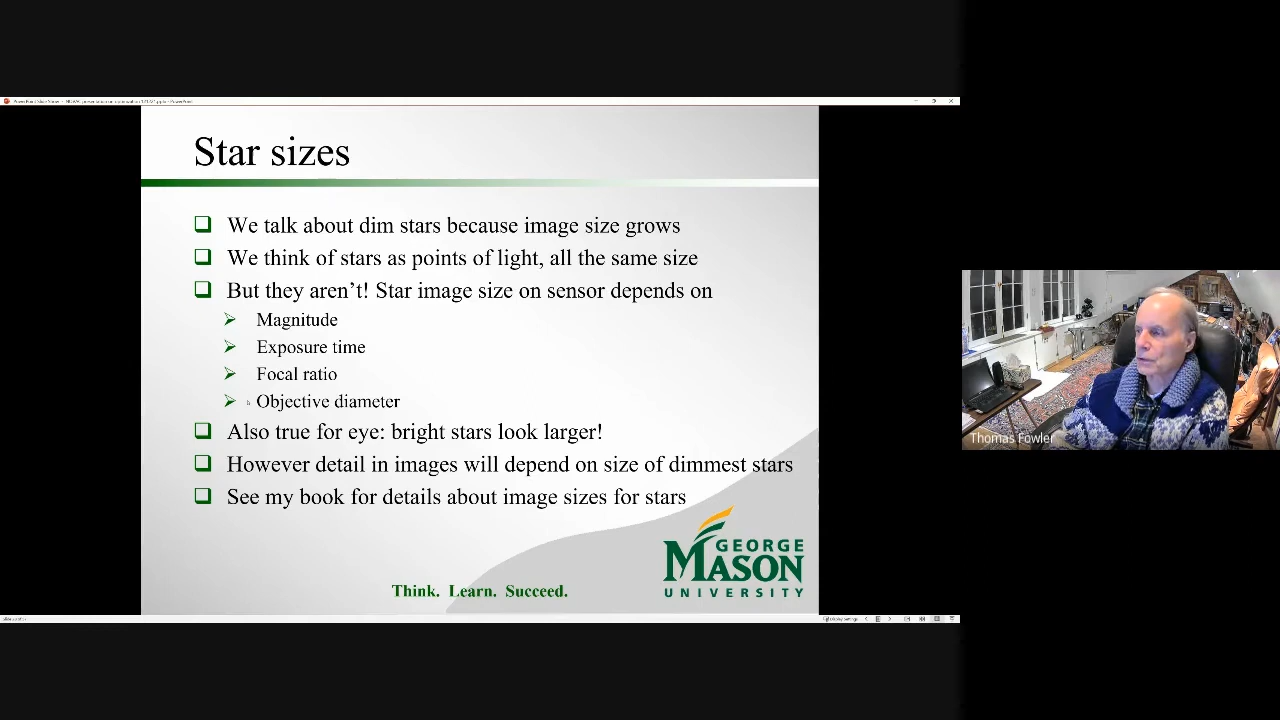 Star sizes
We talk about dim stars because image size grows
We think of stars as points of light, all the same size
But they aren't! Star image size on sensor depends on
Magnitude
Exposure time
Focal ratio
Objective diameter
Also true for eye: bright stars look larger!
However detail in images will depend on size of dimmest stars
See my book for details about image sizes for stars
GEORGE
MASON
UNIVERSITY
Think. Learn. Succeed.
Thomas Fowler